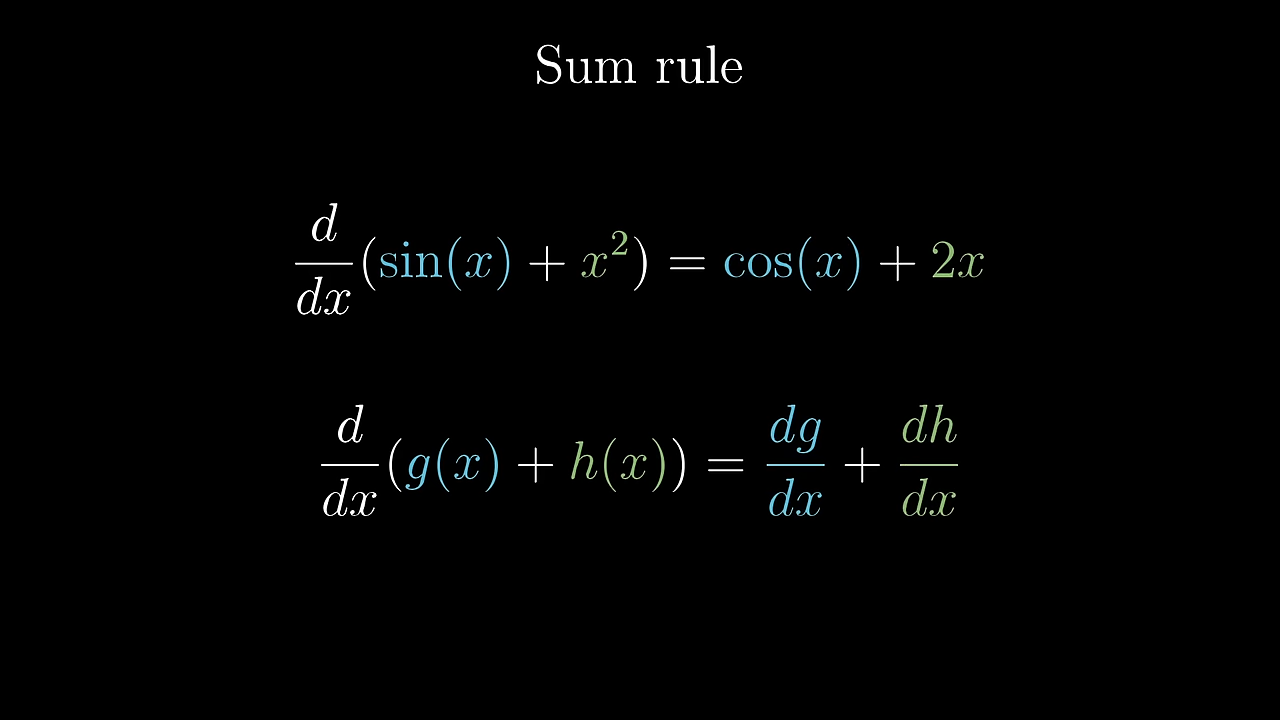 Sum rule
d/dx (sin(x) + x² ) = cos(x) + 2x
d/dx (g(x) + h(x)) = dg/dx + dh/dx